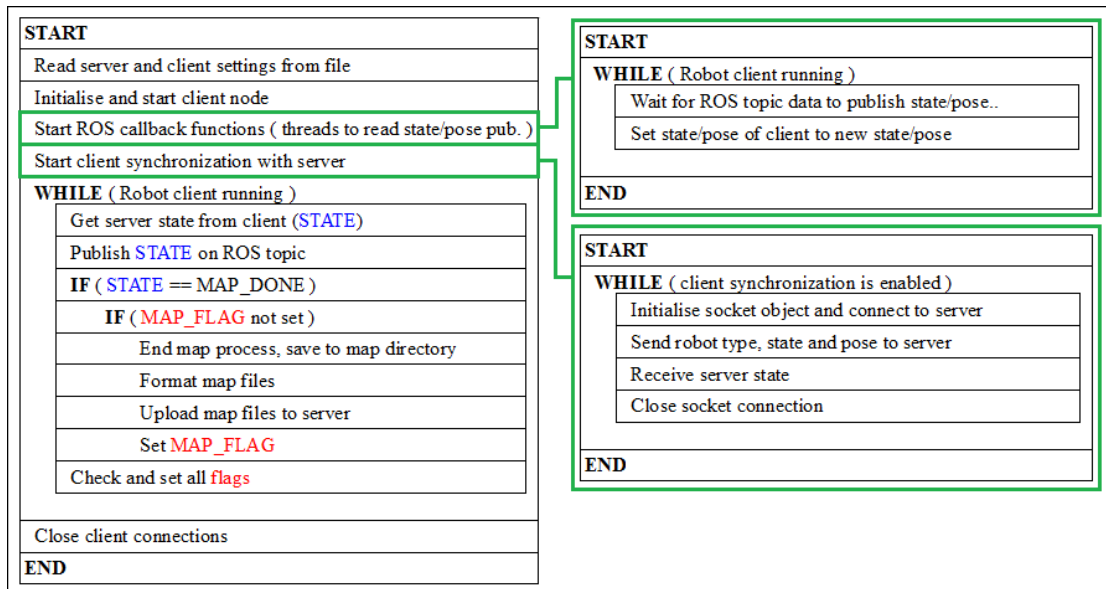 START
Read server and client settings from file
Initialise and start client node
Start ROS callback functions ( threads to read state/pose pub. )
Start client synchronization with server
WHILE ( Robot client running )
Get server state from client (STATE)
Publish STATE on ROS topic
IF ( STATE == MAP_DONE )
IF ( MAP_FLAG not set )
End map process, save to map directory
Format map files
Upload map files to server
Set MAP_FLAG
Check and set all flags
Close client connections
END
START
WHILE ( Robot client running )
Wait for ROS topic data to publish state/pose..
Set state/pose of client to new state/pose
END
START
WHILE ( client synchronization is enabled )
Initialise socket object and connect to server
Send robot type, state and pose to server
Receive server state
Close socket connection
END